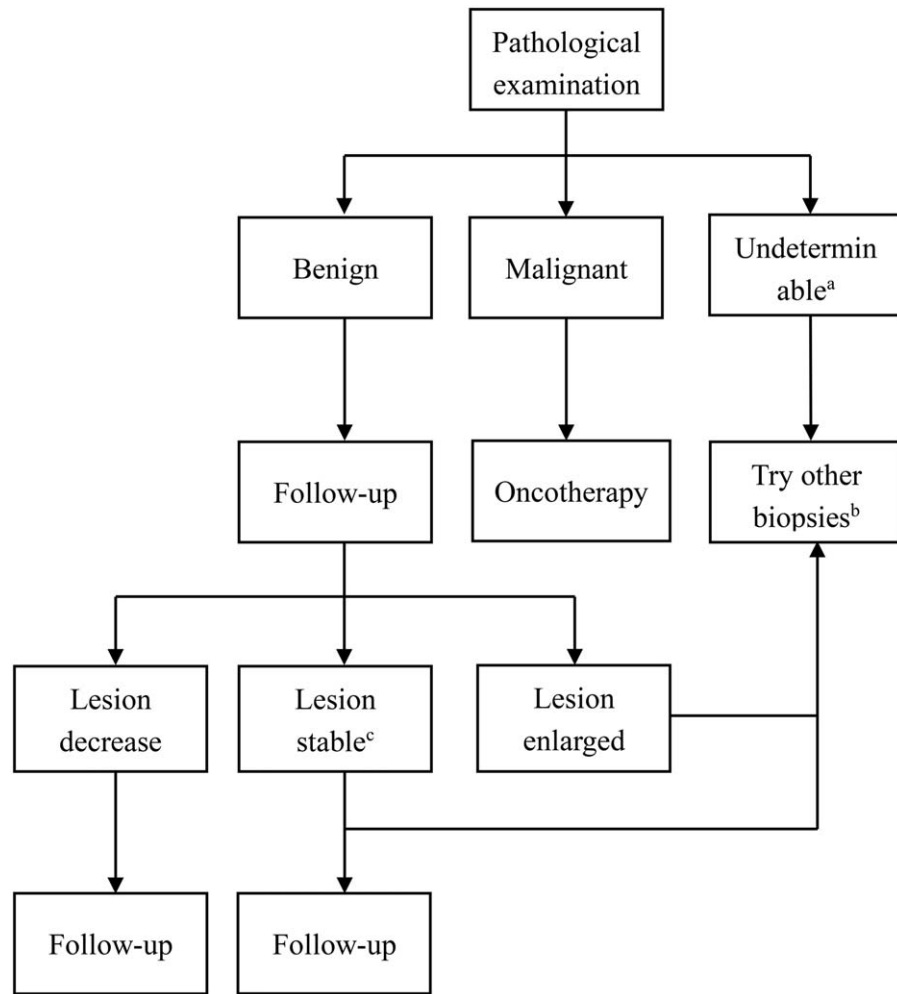 Pathological
examination
Benign
Malignant
Undetermin
able^a
Follow-up
Oncotherapy
Try other
biopsies^b
Lesion
decrease
Lesion
stable^c
Lesion
enlarged
Follow-up
Follow-up